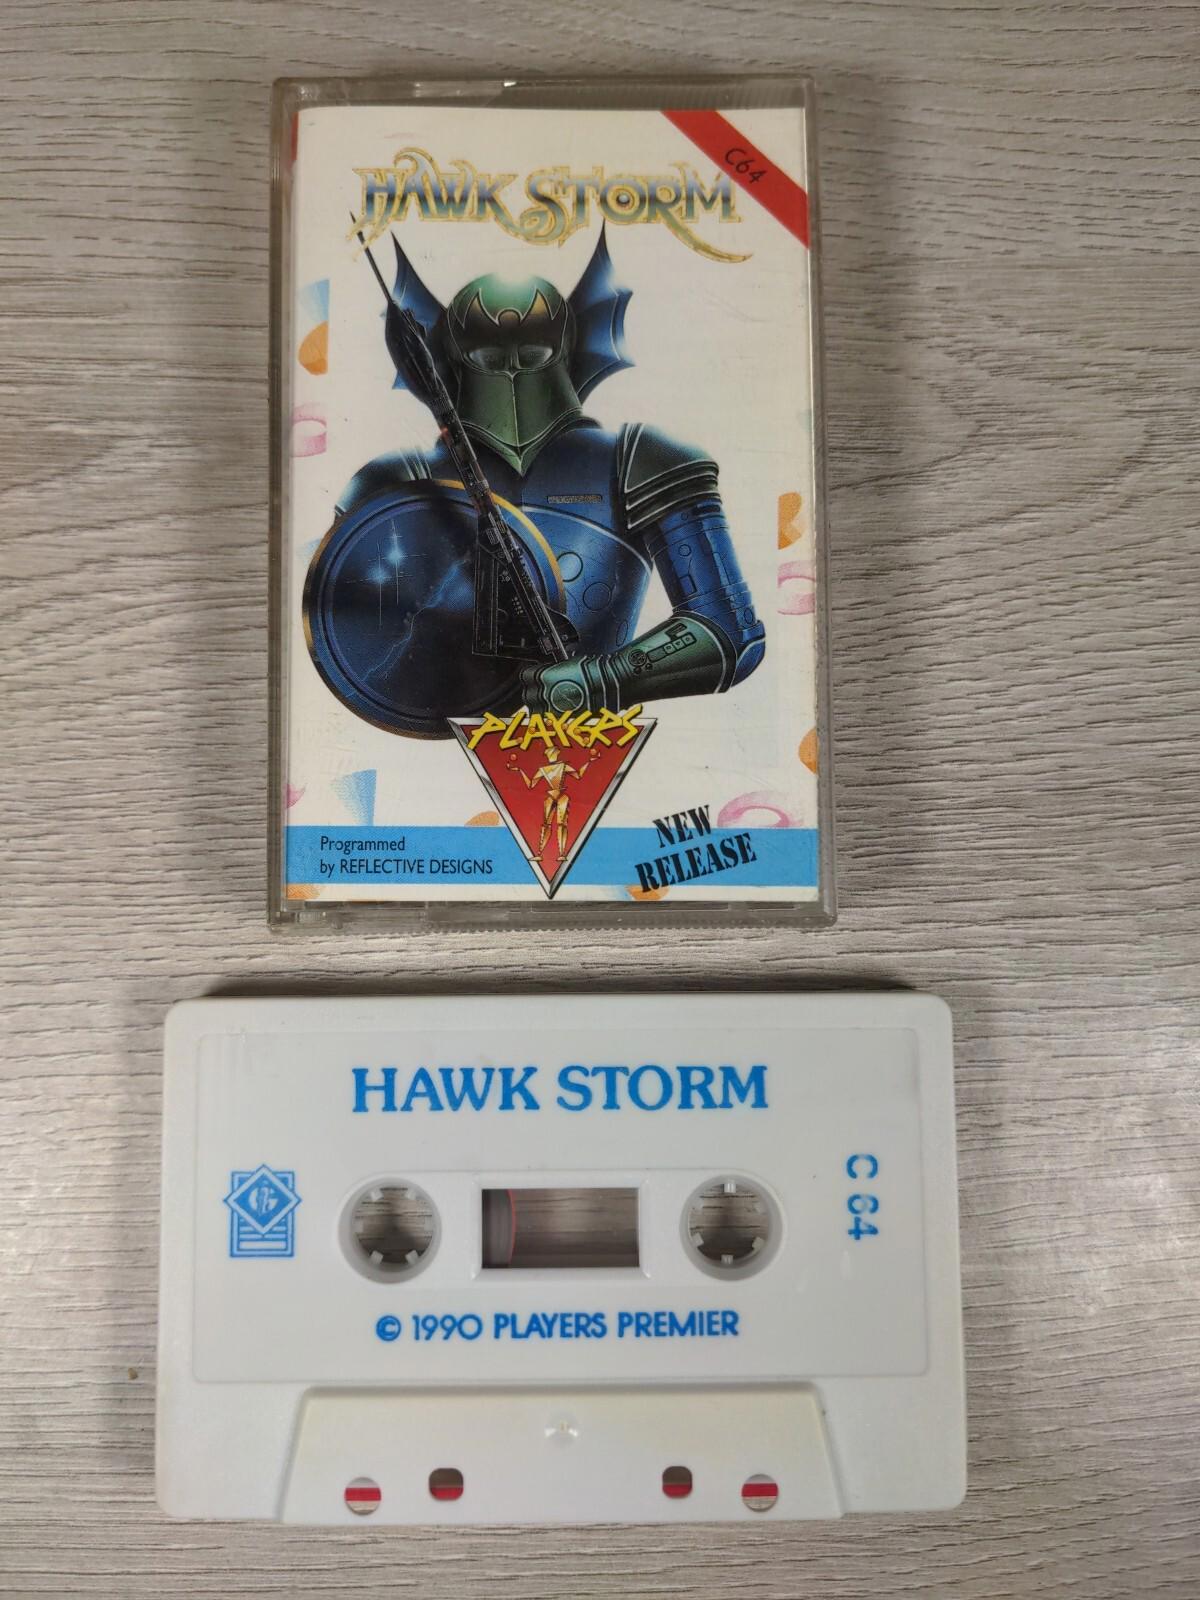 C64
HAWK STORM
PLAYERS
Programmed
by REFLECTIVE DESIGNS
NEW
RELEASE
HAWK STORM
C 64
© 1990 PLAYERS PREMIER